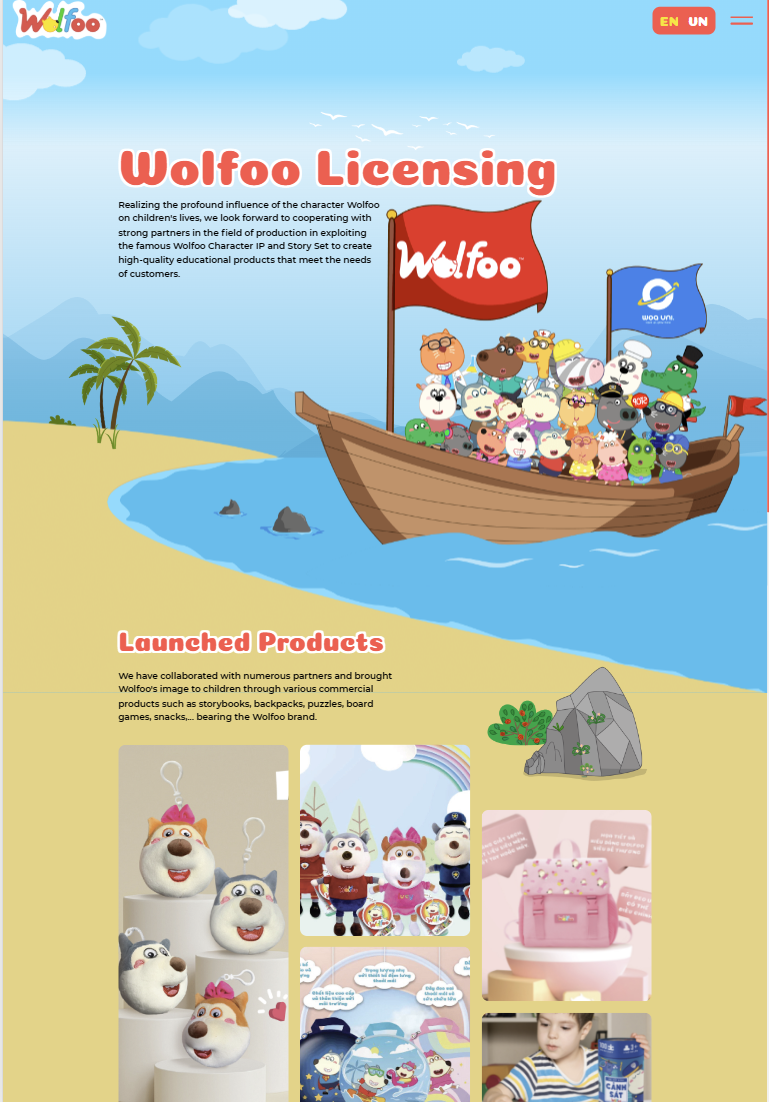 Wolfoo
EN UN
Wolfoo Licensing
Realizing the profound influence of the character Wolfoo
on children's lives, we look forward to cooperating with
strong partners in the field of production in exploiting
the famous Wolfoo Character IP and Story Set to create
high-quality educational products that meet the needs
of customers.
Wolfoo
WOA UNI.
Launched Products
We have collaborated with numerous partners and brought
Wolfoo's image to children through various commercial
products such as storybooks, backpacks, puzzles, board
games, snacks,... bearing the Wolfoo brand.
Wolfoo
Wolfoo
CẢNH
SÁT